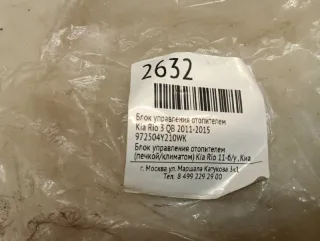 2632
Блок управления отопителем
Kia Rio 3 QB 2011-2015
972504Y210WK
Блок управления отопителем
(печкой/климатом) Kia Rio 11-б/у ,Киа
г. Москва ул. Маршала Катукова 3к1
Тел. 8 499 229 29 00